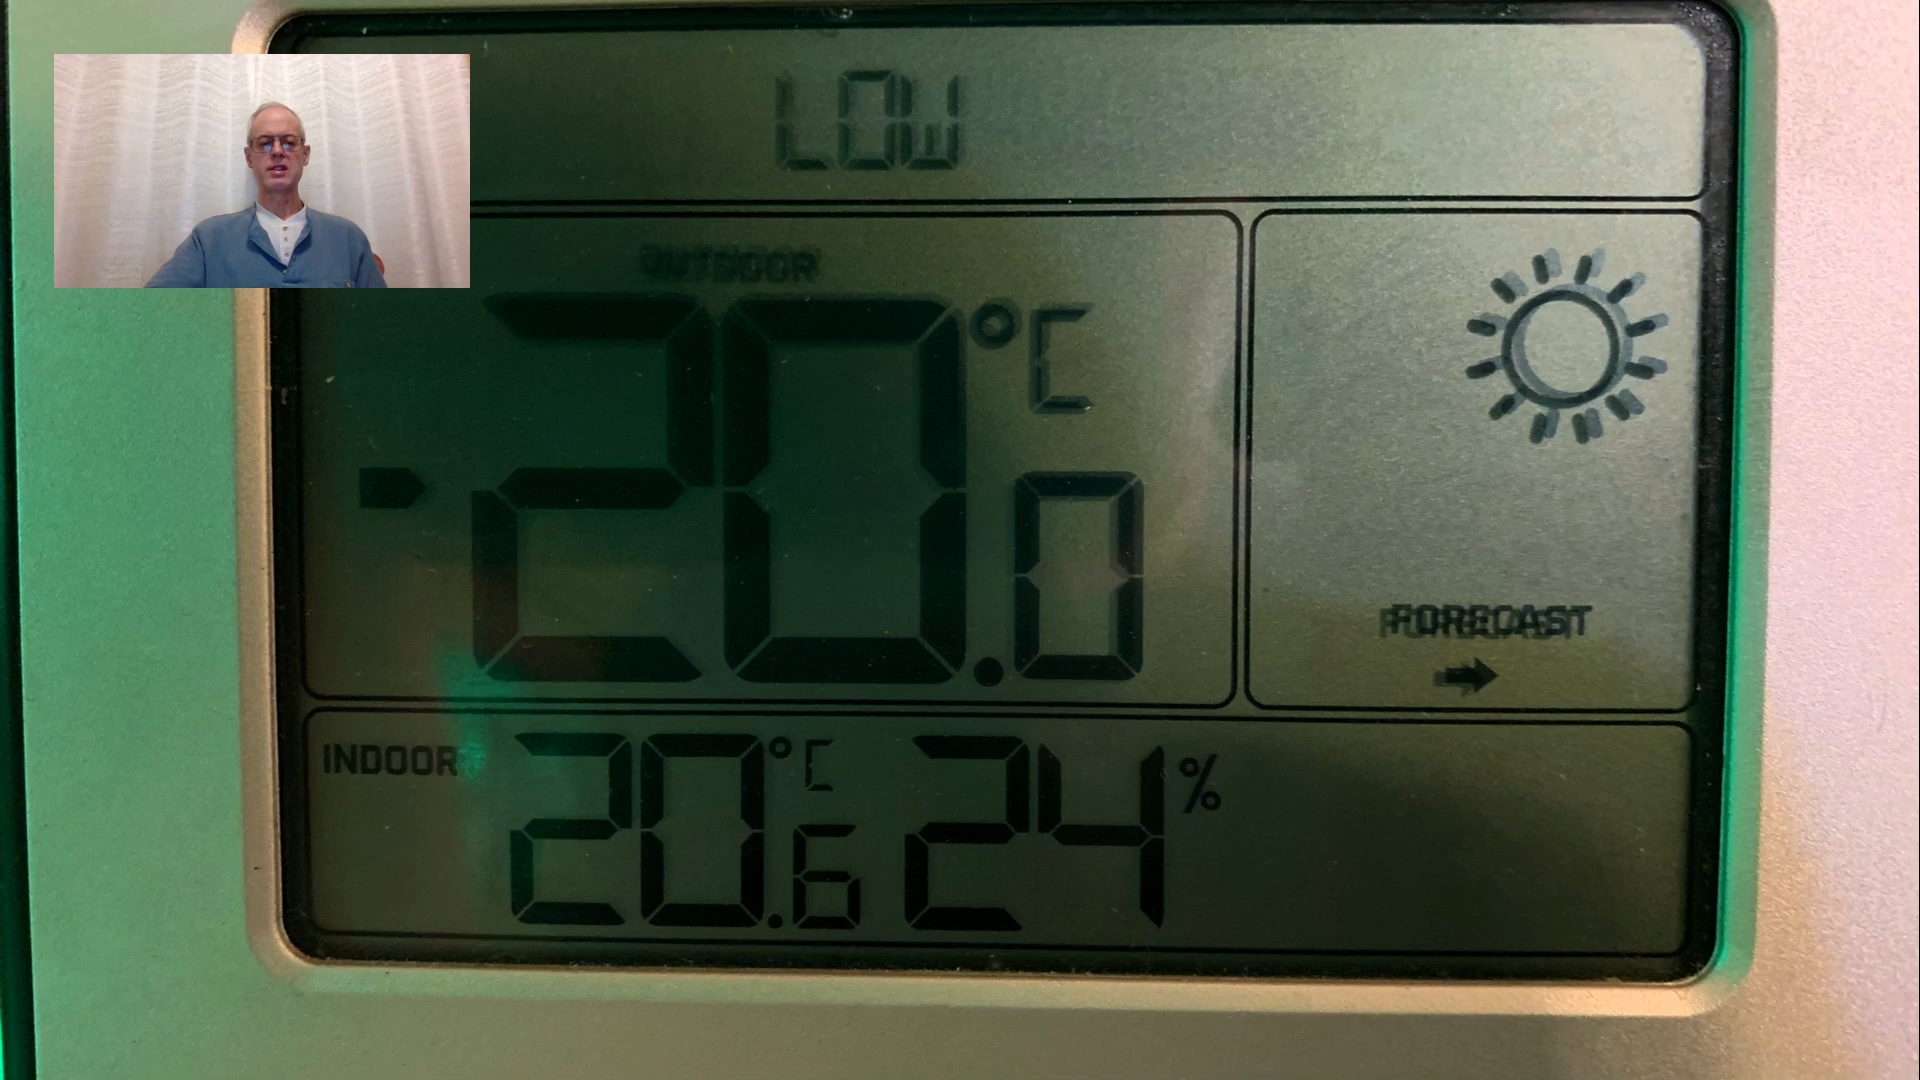 LOW
OUTDOOR
-20.0 °C
FORECAST
INDOOR 20.6 °C 24 %